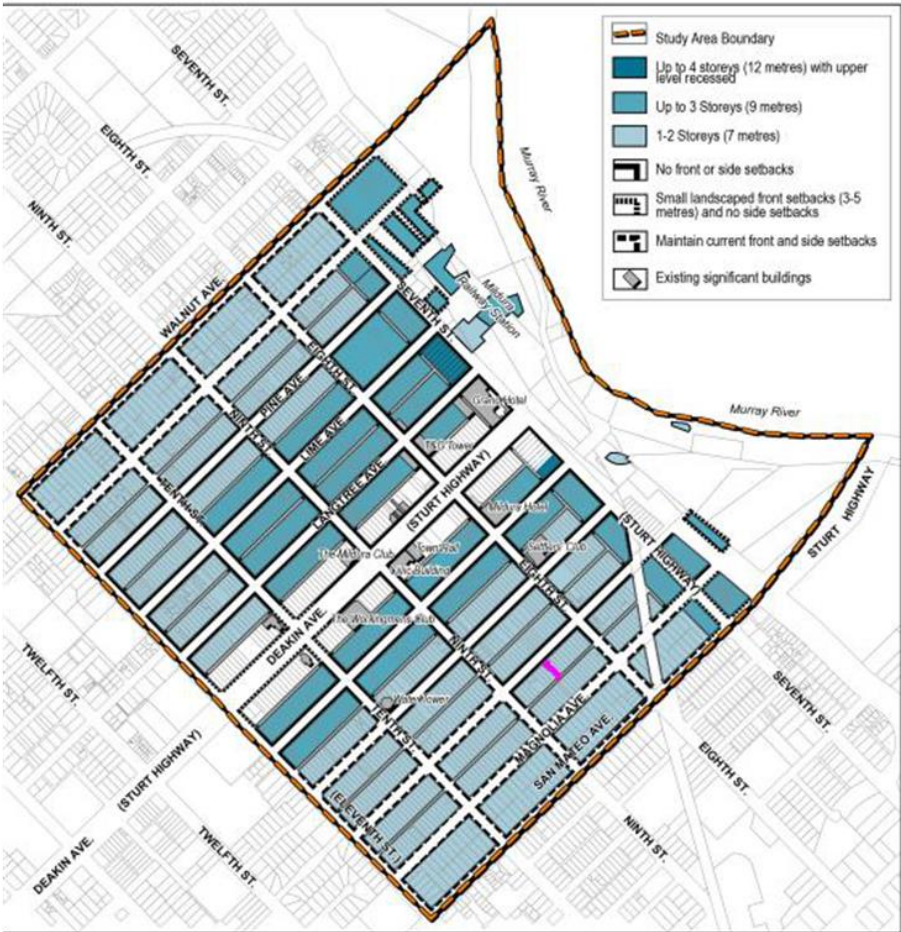 Study Area Boundary
Up to 4 storeys (12 metres) with upper
level recessed
Up to 3 Storeys (9 metres)
1-2 Storeys (7 metres)
No front or side setbacks
Small landscaped front setbacks (3-5
metres) and no side setbacks
Maintain current front and side setbacks
Existing significant buildings
SEVENTH ST.
EIGHTH ST.
NINTH ST.
WALNUT AVE.
Murray River
Mildura
Railway Station
SEVENTH ST.
EIGHTH ST.
PINE AVE.
NINTH ST.
LIME AVE.
TENTH ST.
LANGTREE AVE.
Grand Hotel
T&G Tower
(STURT HIGHWAY)
Murray River
STURT HIGHWAY
Mildura Hotel
(STURT HIGHWAY)
Settlers Club
The Mildura Club
Town Hall
Building
EIGHTH ST.
DEAKIN AVE.
The Workingmens Club
NINTH ST.
Water Tower
TENTH ST.
MAGNOLIA AVE.
SAN MATEO AVE.
SEVENTH ST.
EIGHTH ST.
NINTH ST.
TWELFTH ST.
(STURT HIGHWAY)
(ELEVENTH ST.)
TWELFTH ST.
DEAKIN AVE.